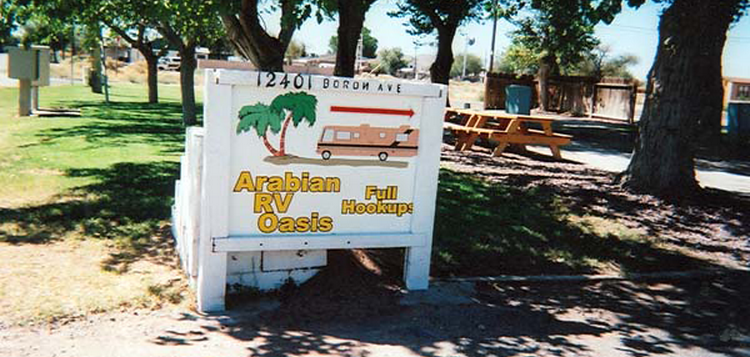 12401 BORON AVE
Arabian
RV
Oasis
Full
Hookups